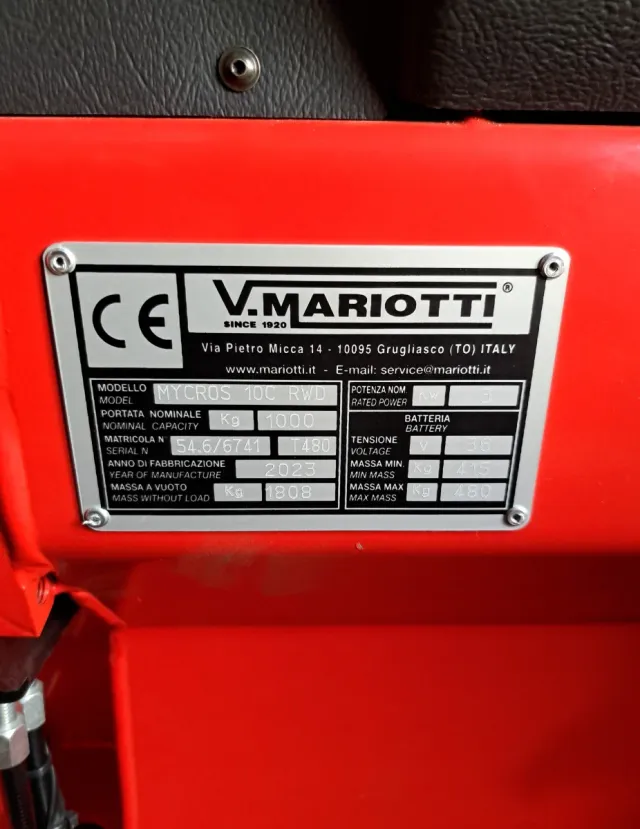 CE
V.MARIOTTI®
SINCE 1920
Via Pietro Micca 14 - 10095 Grugliasco (TO) ITALY
www.mariotti.it - E-mail: service@mariotti.it
MODELLO
MODEL
MYCROS 10C RWD
PORTATA NOMINALE
NOMINAL CAPACITY
Kg 1000
MATRICOLA N°
SERIAL N
54.6/6741 T480
ANNO DI FABBRICAZIONE
YEAR OF MANUFACTURE
2023
MASSA A VUOTO
MASS WITHOUT LOAD
Kg 1808
POTENZA NOM
RATED POWER
BATTERIA
BATTERY
TENSIONE
VOLTAGE
V 36
MASSA MIN.
MIN MASS
Kg 415
MASSA MAX
MAX MASS
Kg 480